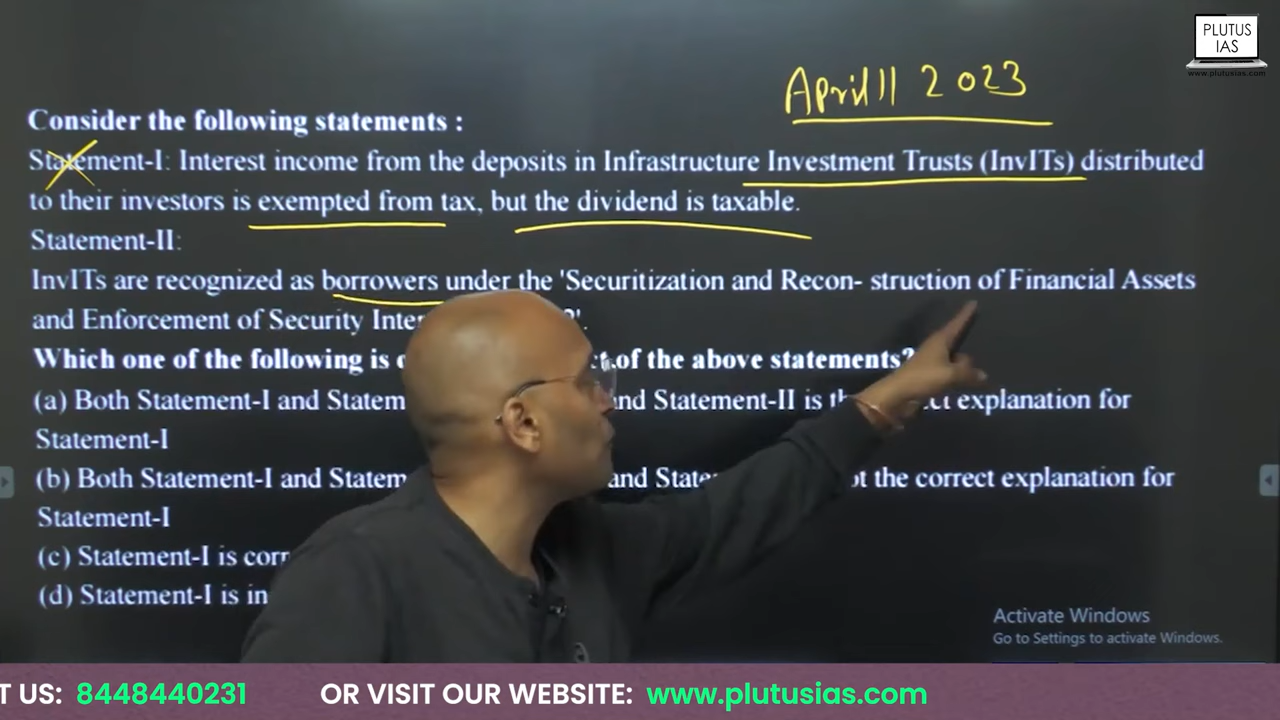 PLUTUS
IAS
www.plutusias.com
April 11 2023
Consider the following statements :
Statement-I: Interest income from the deposits in Infrastructure Investment Trusts (InvITs) distributed
to their investors is exempted from tax, but the dividend is taxable.
Statement-II:
InvITs are recognized as borrowers under the 'Securitization and Recon- struction of Financial Assets
and Enforcement of Security
Which one of the following is of the above statements?
(a) Both Statement-I and Statement-II is explanation for
Statement-I
(b) Both Statement-I and the correct explanation for
Statement-I
(c) Statement-I is
(d) Statement-I is
Activate Windows
Go to Settings to activate Windows.
US: 8448440231 OR VISIT OUR WEBSITE: www.plutusias.com